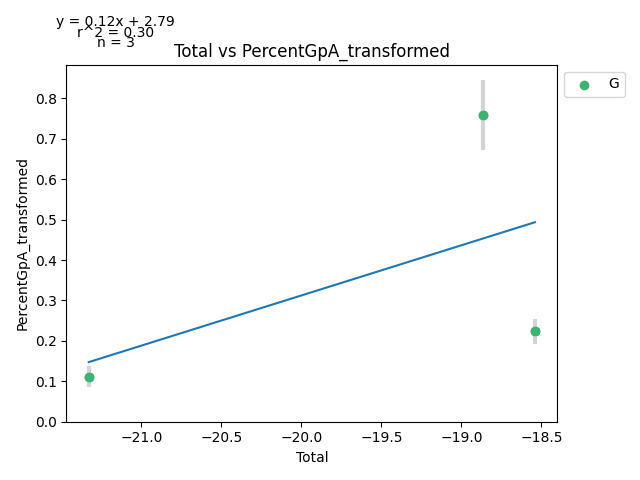 y = 0.12x + 2.79
r^2 = 0.30
n = 3
Total vs PercentGpA_transformed
G
PercentGpA_transformed
0.8
0.7
0.6
0.5
0.4
0.3
0.2
0.1
0.0
−21.0 −20.5 −20.0 −19.5 −19.0 −18.5
Total